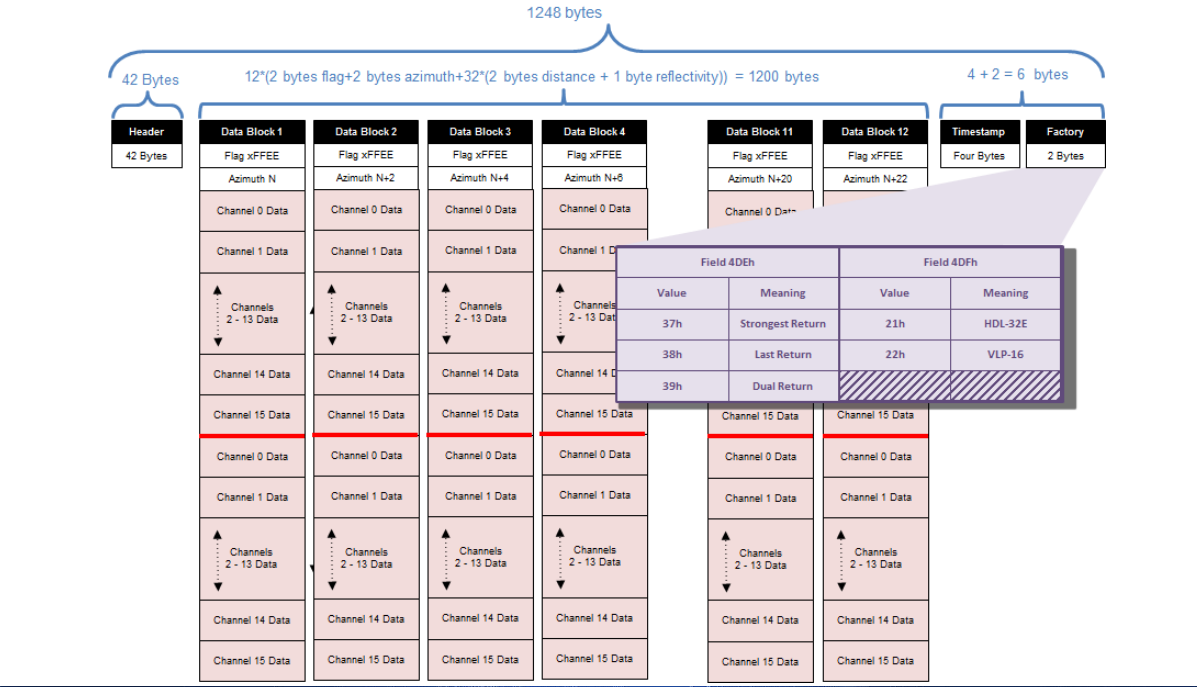 1248 bytes
42 Bytes
12*(2 bytes flag+2 bytes azimuth+32*(2 bytes distance + 1 byte reflectivity)) = 1200 bytes
4 + 2 = 6 bytes
Header
42 Bytes
Data Block 1
Flag xFFEE
Azimuth N
Channel 0 Data
Channel 1 Data
Channels
2 - 13 Data
Channel 14 Data
Channel 15 Data
Channel 0 Data
Channel 1 Data
Channels
2 - 13 Data
Channel 14 Data
Channel 15 Data
Data Block 2
Flag xFFEE
Azimuth N+2
Channel 0 Data
Channel 1 Data
Channels
2 - 13 Data
Channel 14 Data
Channel 15 Data
Channel 0 Data
Channel 1 Data
Channels
2 - 13 Data
Channel 14 Data
Channel 15 Data
Data Block 3
Flag xFFEE
Azimuth N+4
Channel 0 Data
Channel 1 Data
Channels
2 - 13 Data
Channel 14 Data
Channel 15 Data
Channel 0 Data
Channel 1 Data
Channels
2 - 13 Data
Channel 14 Data
Channel 15 Data
Data Block 4
Flag xFFEE
Azimuth N+6
Channel 0 Data
Channel 1
Channels
2 - 13
Channel 14
Channel 15 Data
Channel 0 Data
Channel 1 Data
Channels
2 - 13 Data
Channel 14 Data
Channel 15 Data
Data Block 11
Flag xFFEE
Azimuth N+20
Channel 0 Data
Channel 15 Data
Channel 0 Data
Channel 1 Data
Channels
2 - 13 Data
Channel 14 Data
Channel 15 Data
Data Block 12
Flag xFFEE
Azimuth N+22
Channel 15 Data
Channel 0 Data
Channel 1 Data
Channels
2 - 13 Data
Channel 14 Data
Channel 15 Data
Timestamp
Four Bytes
Factory
2 Bytes
Field 4DEh Field 4DFh
Value Meaning Value Meaning
37h Strongest Return 21h HDL-32E
38h Last Return 22h VLP-16
39h Dual Return